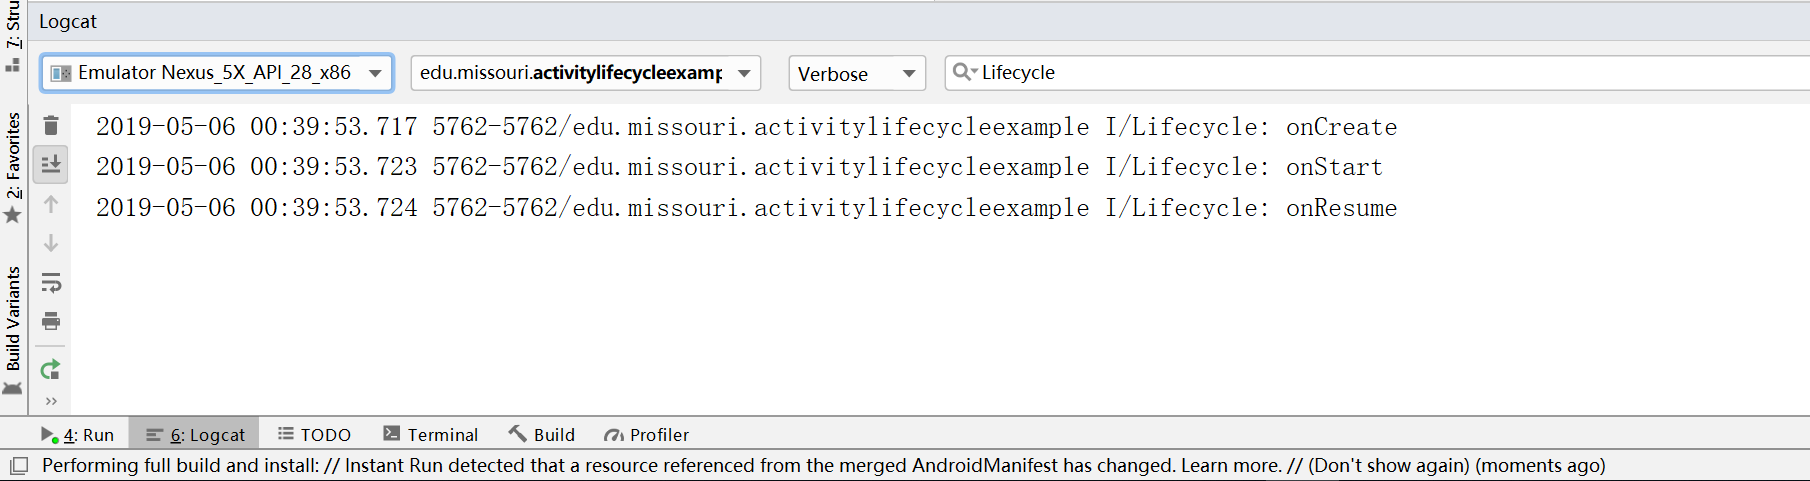 Logcat
7: Stru
Emulator Nexus_5X_API_28_x86
edu.missouri.activitylifecycleexamp
Verbose
Lifecycle
2019-05-06 00:39:53.717 5762-5762/edu.missouri.activitylifecycleexample I/Lifecycle: onCreate
2019-05-06 00:39:53.723 5762-5762/edu.missouri.activitylifecycleexample I/Lifecycle: onStart
2019-05-06 00:39:53.724 5762-5762/edu.missouri.activitylifecycleexample I/Lifecycle: onResume
2: Favorites
Build Variants
4: Run
6: Logcat
TODO
Terminal
Build
Profiler
Performing full build and install: // Instant Run detected that a resource referenced from the merged AndroidManifest has changed. Learn more. // (Don't show again) (moments ago)